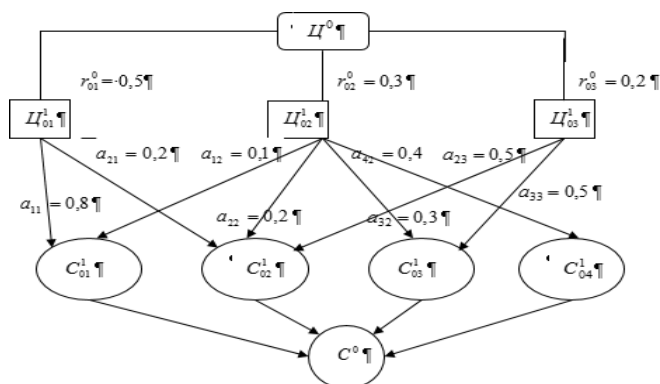 Ц⁰¶
r⁰₀₁=·0,5¶ r⁰₀₂ = 0,3¶ r⁰₀₃ = 0,2¶
Ц¹₀₁¶ Ц¹₀₂¶ Ц¹₀₃¶
a₂₁ = 0,2¶ a₁₂ = 0,1¶ a₄₂ = 0,4 a₂₃ = 0,5¶
a₁₁ = 0,8¶ a₂₂ = 0,2¶ a₃₂ = 0,3¶ a₃₃ = 0,5¶
C¹₀₁¶ C¹₀₂¶ C¹₀₃¶ C¹₀₄¶
C⁰¶